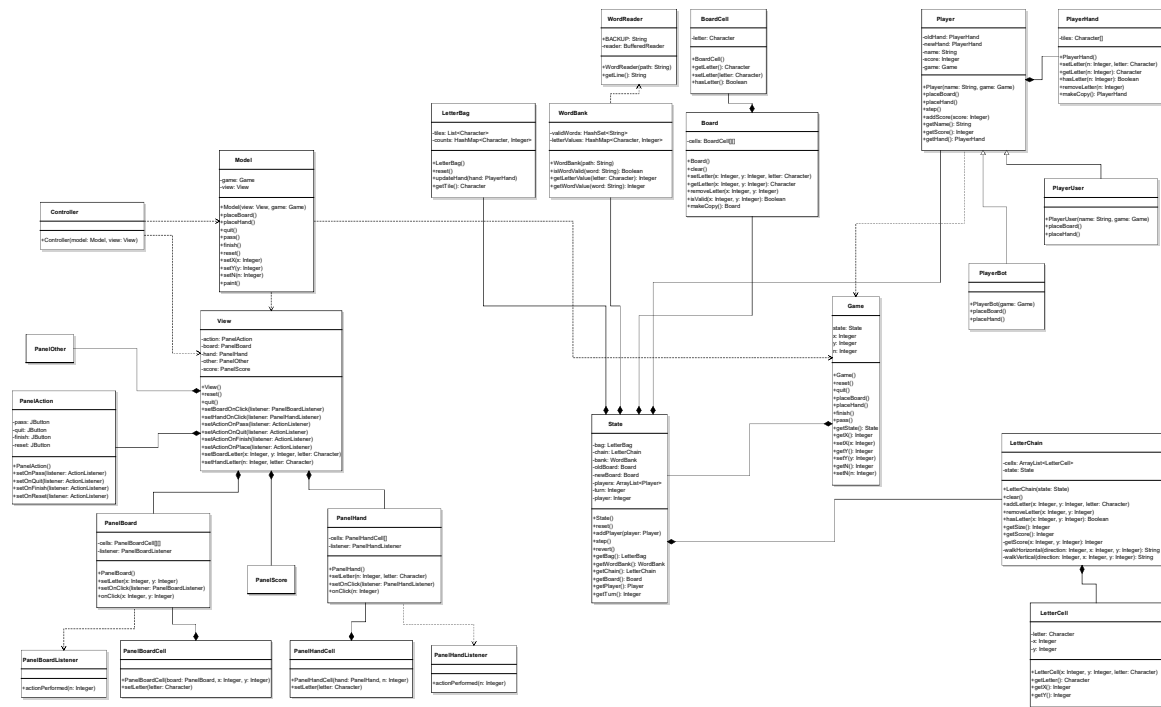 WordReader
+BACKUP: String
-reader: BufferedReader
+WordReader(path: String)
+getLine(): String
BoardCell
-letter: Character
+BoardCell()
+getLetter(): Character
+setLetter(letter: Character)
+hasLetter(): Boolean
Player
-oldHand: PlayerHand
-newHand: PlayerHand
-name: String
-score: Integer
-game: Game
+Player(name: String, game: Game)
+placeBoard()
+placeHand()
+step()
+addScore(score: Integer)
+getName(): String
+getScore(): Integer
+getHand(): PlayerHand
PlayerHand
-tiles: Character[]
+PlayerHand()
+setLetter(n: Integer, letter: Character)
+getLetter(n: Integer): Character
+hasLetter(n: Integer): Boolean
+removeLetter(n: Integer)
+makeCopy(): PlayerHand
LetterBag
-tiles: List<Character>
-counts: HashMap<Character, Integer>
+LetterBag()
+reset()
+updateHand(hand: PlayerHand)
+getTile(): Character
WordBank
-validWords: HashSet<String>
-letterValues: HashMap<Character, Integer>
+WordBank(path: String)
+isWordValid(word: String): Boolean
+getLetterValue(letter: Character): Integer
+getWordValue(word: String): Integer
Board
-cells: BoardCell[][]
+Board()
+clear()
+setLetter(x: Integer, y: Integer, letter: Character)
+getLetter(x: Integer, y: Integer): Character
+removeLetter(x: Integer, y: Integer)
+isValid(x: Integer, y: Integer): Boolean
+makeCopy(): Board
Model
-game: Game
-view: View
+Model(view: View, game: Game)
+placeBoard()
+placeHand()
+quit()
+pass()
+finish()
+reset()
+setX(x: Integer)
+setY(y: Integer)
+setN(n: Integer)
+paint()
PlayerUser
+PlayerUser(name: String, game: Game)
+placeBoard()
+placeHand()
Controller
+Controller(model: Model, view: View)
PlayerBot
+PlayerBot(game: Game)
+placeBoard()
+placeHand()
View
-action: PanelAction
-board: PanelBoard
-hand: PanelHand
-other: PanelOther
-score: PanelScore
+View()
+reset()
+quit()
+setBoardOnClick(listener: PanelBoardListener)
+setHandOnClick(listener: PanelHandListener)
+setActionOnPass(listener: ActionListener)
+setActionOnQuit(listener: ActionListener)
+setActionOnFinish(listener: ActionListener)
+setActionOnPlace(listener: ActionListener)
+setBoardLetter(x: Integer, y: Integer, letter: Character)
+setHandLetter(n: Integer, letter: Character)
Game
state: State
x: Integer
y: Integer
n: Integer
+Game()
+reset()
+quit()
+placeBoard()
+placeHand()
+finish()
+pass()
+getState(): State
+getX(): Integer
+setX(x: Integer)
+getY(): Integer
+setY(y: Integer)
+getN(): Integer
+setN(n: Integer)
PanelOther
PanelAction
-pass: JButton
-quit: JButton
-finish: JButton
-reset: JButton
+PanelAction()
+setOnPass(listener: ActionListener)
+setOnQuit(listener: ActionListener)
+setOnFinish(listener: ActionListener)
+setOnReset(listener: ActionListener)
State
-bag: LetterBag
-chain: LetterChain
-bank: WordBank
-oldBoard: Board
-newBoard: Board
-players: ArrayList<Player>
-turn: Integer
-player: Integer
+State()
+reset()
+addPlayer(player: Player)
+step()
+revert()
+getBag(): LetterBag
+getWordBank(): WordBank
+getChain(): LetterChain
+getBoard(): Board
+getPlayer(): Player
+getTurn(): Integer
LetterChain
-cells: ArrayList<LetterCell>
-state: State
+LetterChain(state: State)
+clear()
+addLetter(x: Integer, y: Integer, letter: Character)
+removeLetter(x: Integer, y: Integer)
+hasLetter(x: Integer, y: Integer): Boolean
+getSize(): Integer
+getScore(): Integer
-getScore(x: Integer, y: Integer): Integer
-walkHorizontal(direction: Integer, x: Integer, y: Integer): String
-walkVertical(direction: Integer, x: Integer, y: Integer): String
PanelBoard
-cells: PanelBoardCell[][]
-listener: PanelBoardListener
+PanelBoard()
+setLetter(x: Integer, y: Integer)
+setOnClick(listener: PanelBoardListener)
+onClick(x: Integer, y: Integer)
PanelScore
PanelHand
-cells: PanelHandCell[]
-listener: PanelHandListener
+PanelHand()
+setLetter(n: Integer, letter: Character)
+setOnClick(listener: PanelHandListener)
+onClick(n: Integer)
LetterCell
-letter: Character
-x: Integer
-y: Integer
+LetterCell(x: Integer, y: Integer, letter: Character)
+getLetter(): Character
+getX(): Integer
+getY(): Integer
PanelBoardListener
+actionPerformed(n: Integer)
PanelBoardCell
+PanelBoardCell(board: PanelBoard, x: Integer, y: Integer)
+setLetter(letter: Character)
PanelHandCell
+PanelHandCell(hand: PanelHand, n: Integer)
+setLetter(letter: Character)
PanelHandListener
+actionPerformed(n: Integer)